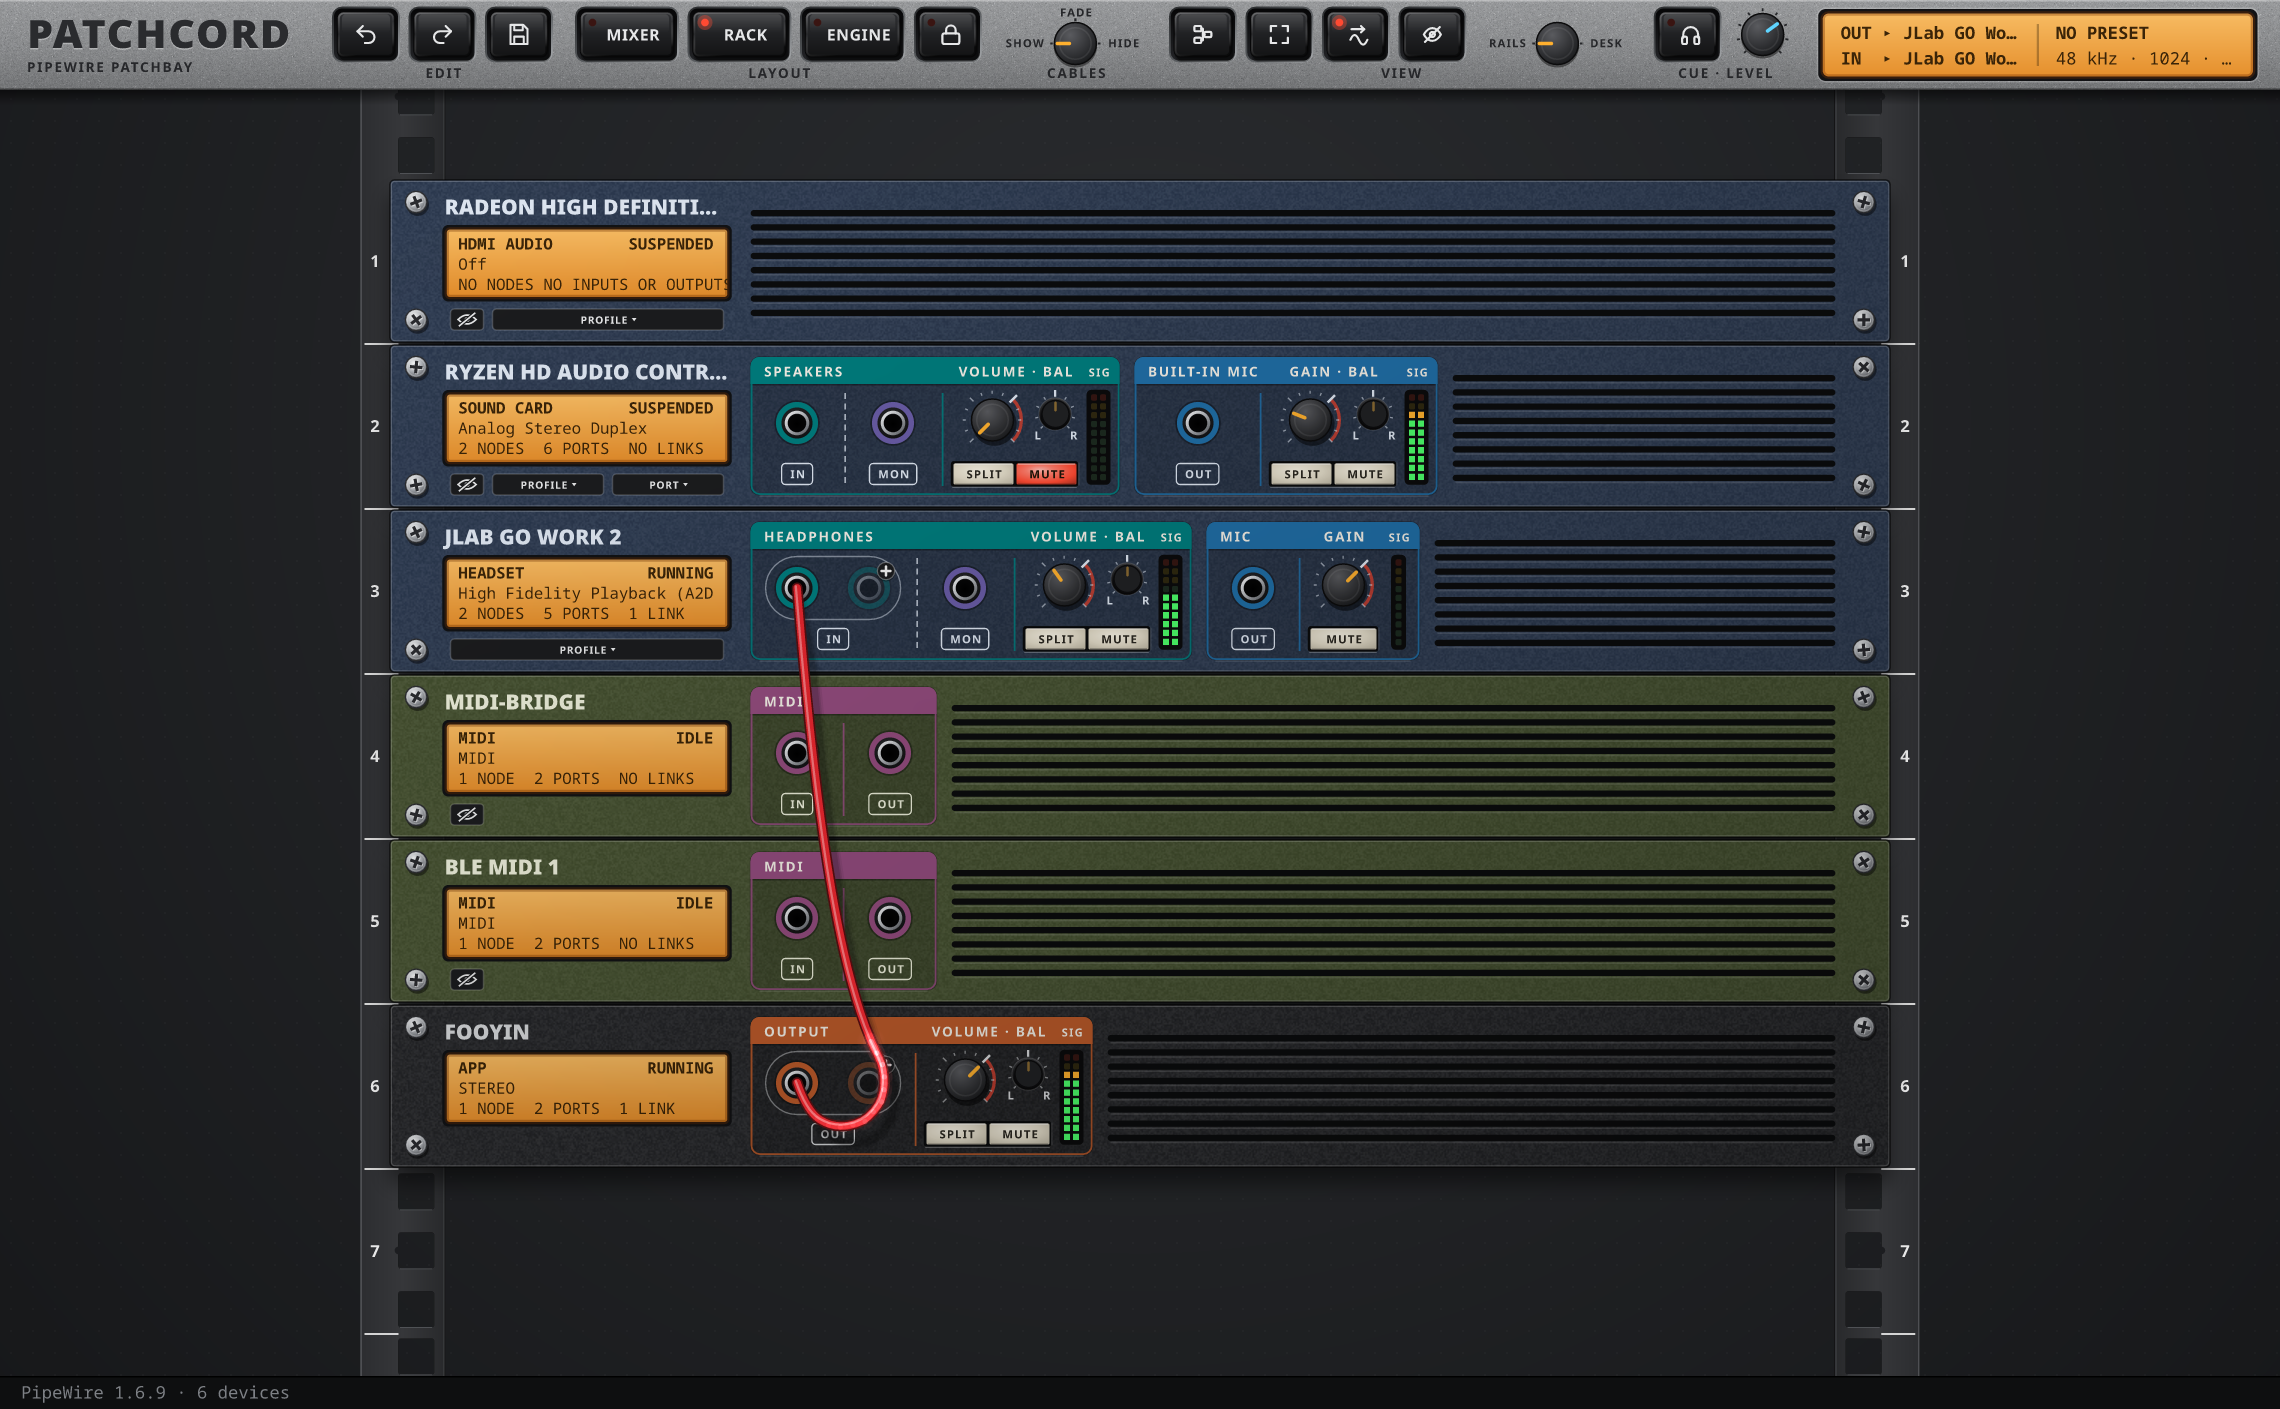 PATCHCORD
PIPEWIRE PATCHBAY
EDIT
MIXER RACK ENGINE
LAYOUT
FADE
SHOW HIDE
CABLES
VIEW
RAILS DESK
CUE · LEVEL
OUT ▸ JLab GO Wo… NO PRESET
IN ▸ JLab GO Wo… 48 kHz · 1024 · …
1 1
RADEON HIGH DEFINITI…
HDMI AUDIO SUSPENDED
Off
NO NODES NO INPUTS OR OUTPUTS
PROFILE ▾
2 2
RYZEN HD AUDIO CONTR…
SOUND CARD SUSPENDED
Analog Stereo Duplex
2 NODES 6 PORTS NO LINKS
PROFILE ▾ PORT ▾
SPEAKERS VOLUME · BAL SIG
L R
IN MON SPLIT MUTE
BUILT-IN MIC GAIN · BAL SIG
L R
OUT SPLIT MUTE
3 3
JLAB GO WORK 2
HEADSET RUNNING
High Fidelity Playback (A2D
2 NODES 5 PORTS 1 LINK
PROFILE ▾
HEADPHONES VOLUME · BAL SIG
L R
IN MON SPLIT MUTE
MIC GAIN SIG
OUT MUTE
4 4
MIDI-BRIDGE
MIDI IDLE
MIDI
1 NODE 2 PORTS NO LINKS
MIDI
IN OUT
5 5
BLE MIDI 1
MIDI IDLE
MIDI
1 NODE 2 PORTS NO LINKS
MIDI
IN OUT
6 6
FOOYIN
APP RUNNING
STEREO
1 NODE 2 PORTS 1 LINK
OUTPUT VOLUME · BAL SIG
L R
OUT SPLIT MUTE
7 7
PipeWire 1.6.9 · 6 devices